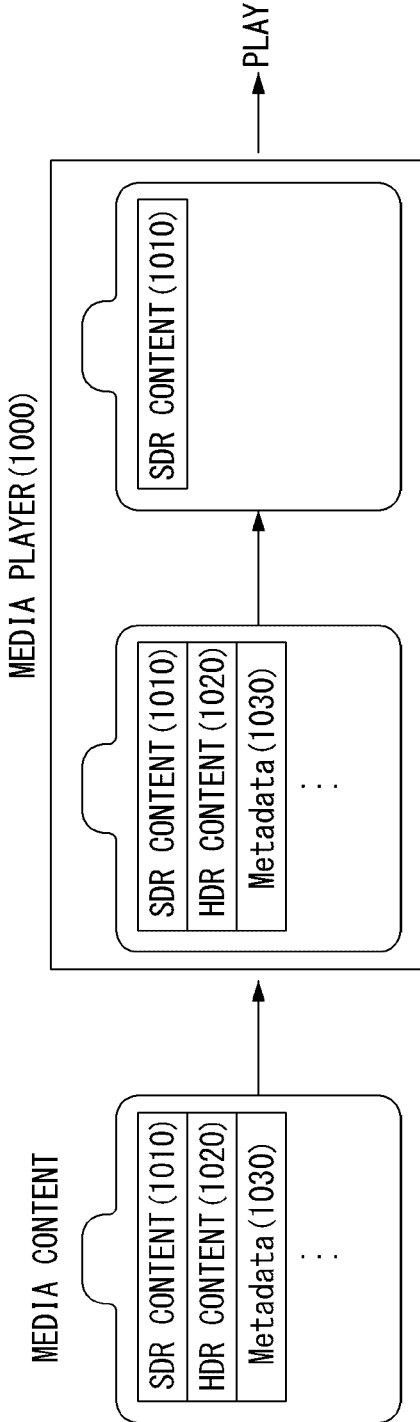 MEDIA CONTENT
SDR CONTENT(1010)
HDR CONTENT(1020)
Metadata(1030)
...
MEDIA PLAYER(1000)
SDR CONTENT(1010)
HDR CONTENT(1020)
Metadata(1030)
...
SDR CONTENT(1010)
PLAY